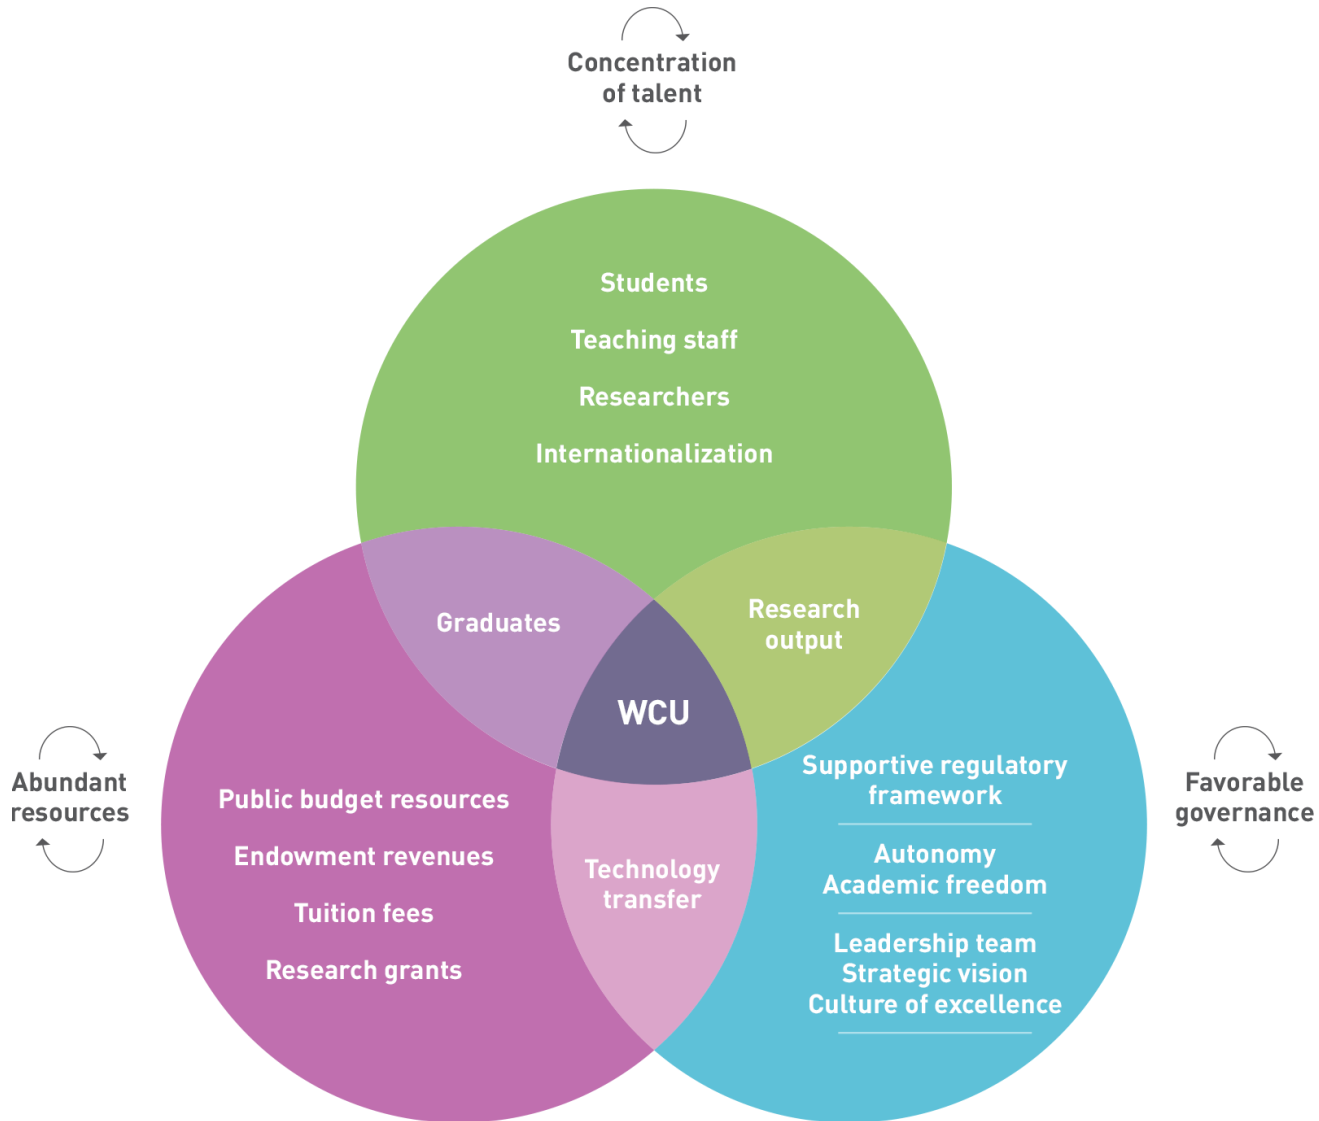 Concentration
of talent
Students
Teaching staff
Researchers
Internationalization
Graduates
Research
output
WCU
Abundant
resources
Public budget resources
Endowment revenues
Tuition fees
Research grants
Technology
transfer
Supportive regulatory
framework
Autonomy
Academic freedom
Leadership team
Strategic vision
Culture of excellence
Favorable
governance